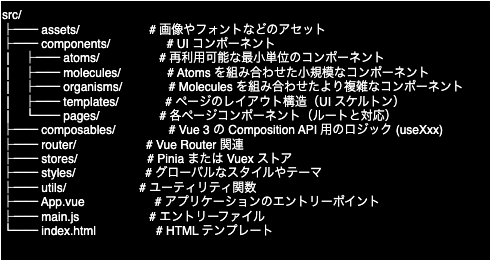 src/
├── assets/ # 画像やフォントなどのアセット
├── components/ # UI コンポーネント
│ ├── atoms/ # 再利用可能な最小単位のコンポーネント
│ ├── molecules/ # Atoms を組み合わせた小規模なコンポーネント
│ ├── organisms/ # Molecules を組み合わせたより複雑なコンポーネント
│ ├── templates/ # ページのレイアウト構造（UI スケルトン）
│ └── pages/ # 各ページコンポーネント（ルートと対応）
├── composables/ # Vue 3 の Composition API 用のロジック (useXxx)
├── router/ # Vue Router 関連
├── stores/ # Pinia または Vuex ストア
├── styles/ # グローバルなスタイルやテーマ
├── utils/ # ユーティリティ関数
├── App.vue # アプリケーションのエントリーポイント
├── main.js # エントリーファイル
└── index.html # HTML テンプレート